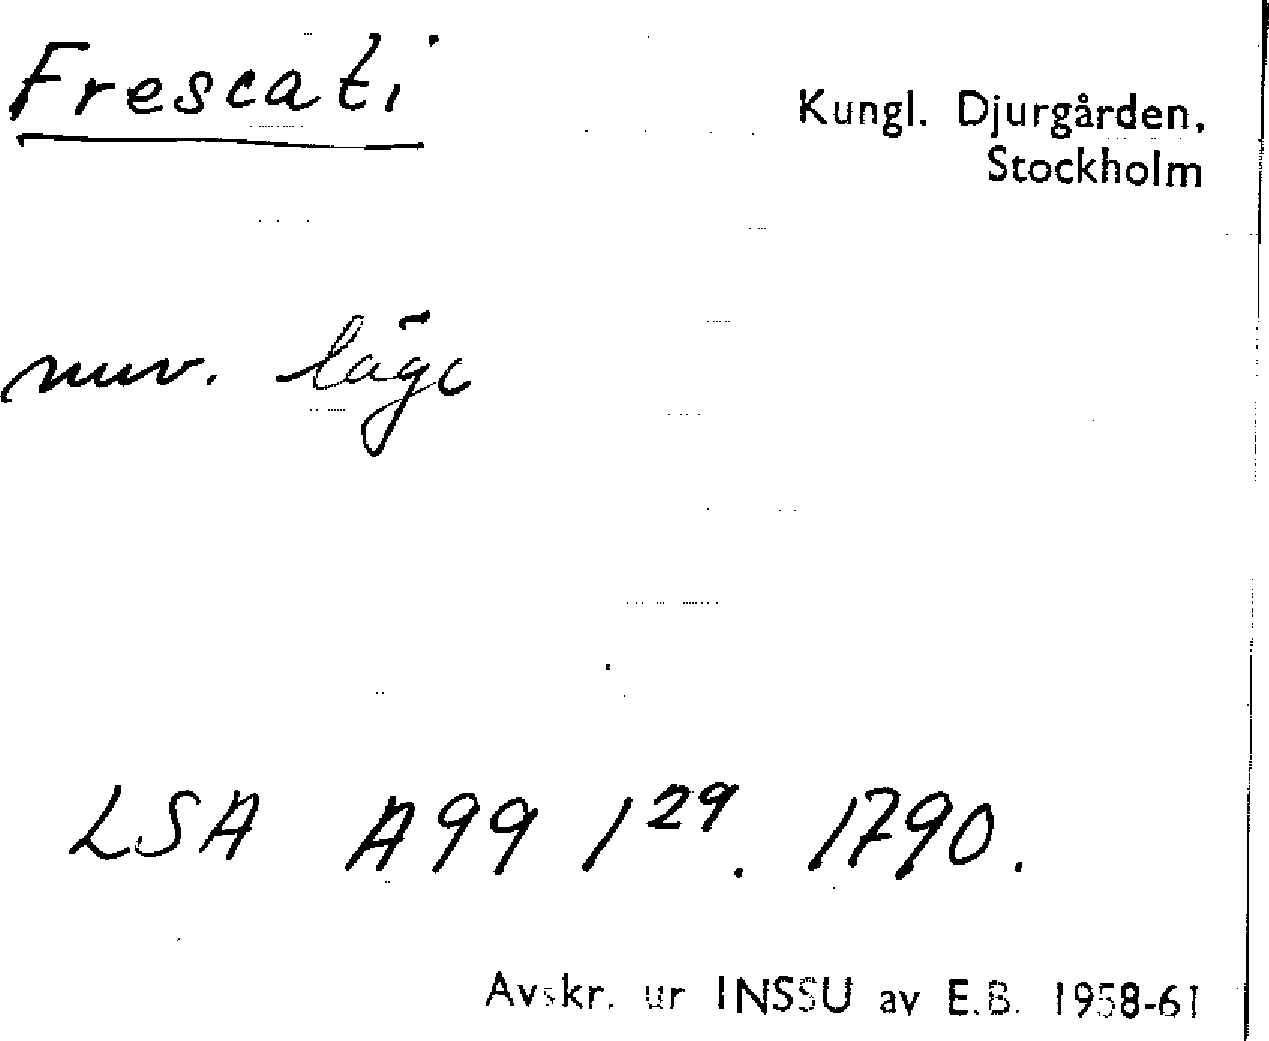 Frescati
Kungl. Djurgården,
Stockholm
nuv. läge
LSA A99 1²⁹. 1790.
Avskr. ur INSSU av E.B. 1958-61